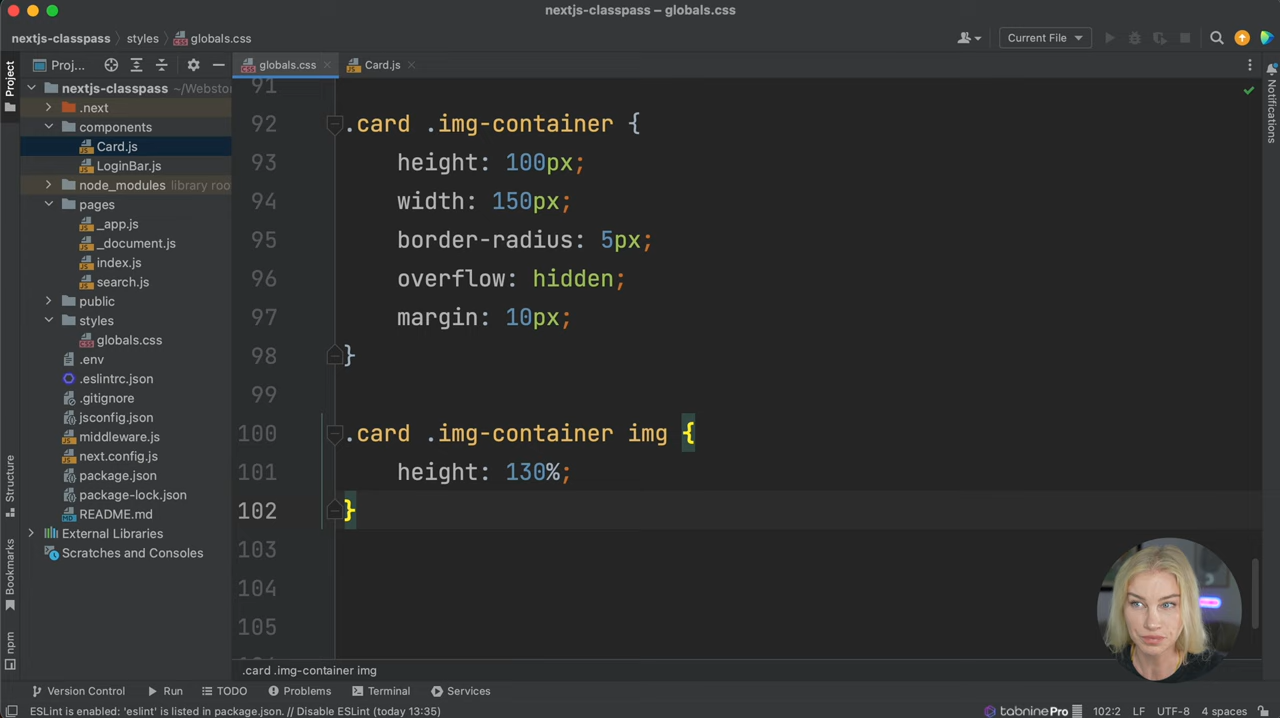 nextjs-classpass – globals.css
nextjs-classpass
styles
globals.css
Current File
Project
Proj...
globals.css
Card.js
Notifications
nextjs-classpass ~/Webstor
.next
components
Card.js
LoginBar.js
node_modules library roo
pages
_app.js
_document.js
index.js
search.js
public
styles
globals.css
.env
.eslintrc.json
.gitignore
jsconfig.json
middleware.js
next.config.js
package.json
package-lock.json
README.md
External Libraries
Scratches and Consoles
91
92 .card .img-container {
93 height: 100px;
94 width: 150px;
95 border-radius: 5px;
96 overflow: hidden;
97 margin: 10px;
98 }
99
100 .card .img-container img {
101 height: 130%;
102 }
103
104
105
.card .img-container img
Structure
Bookmarks
npm
Version Control
Run
TODO
Problems
Terminal
Services
ESLint is enabled: 'eslint' is listed in package.json. // Disable ESLint (today 13:35)
tabnine Pro
102:2
LF
UTF-8
4 spaces